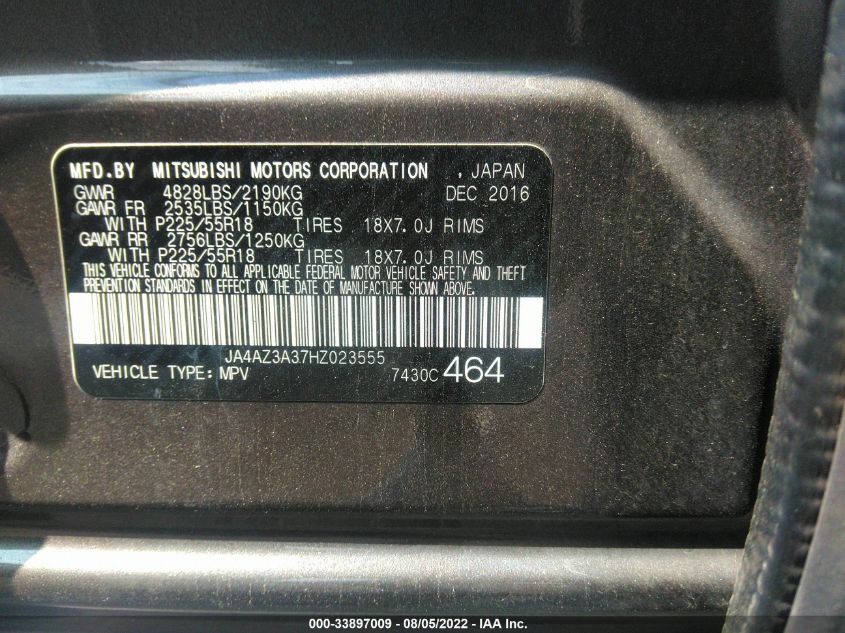 MFD.BY MITSUBISHI MOTORS CORPORATION , JAPAN
GVWR 4828LBS/2190KG DEC 2016
GAWR FR 2535LBS/1150KG
WITH P225/55R18 TIRES 18X7.0J RIMS
GAWR RR 2756LBS/1250KG
WITH P225/55R18 TIRES 18X7.0J RIMS
THIS VEHICLE CONFORMS TO ALL APPLICABLE FEDERAL MOTOR VEHICLE SAFETY AND THEFT
PREVENTION STANDARDS IN EFFECT ON THE DATE OF MANUFACTURE SHOWN ABOVE.
JA4AZ3A37HZ023555
VEHICLE TYPE: MPV 7430C 464
000-33897009 - 08/05/2022 - IAA Inc.